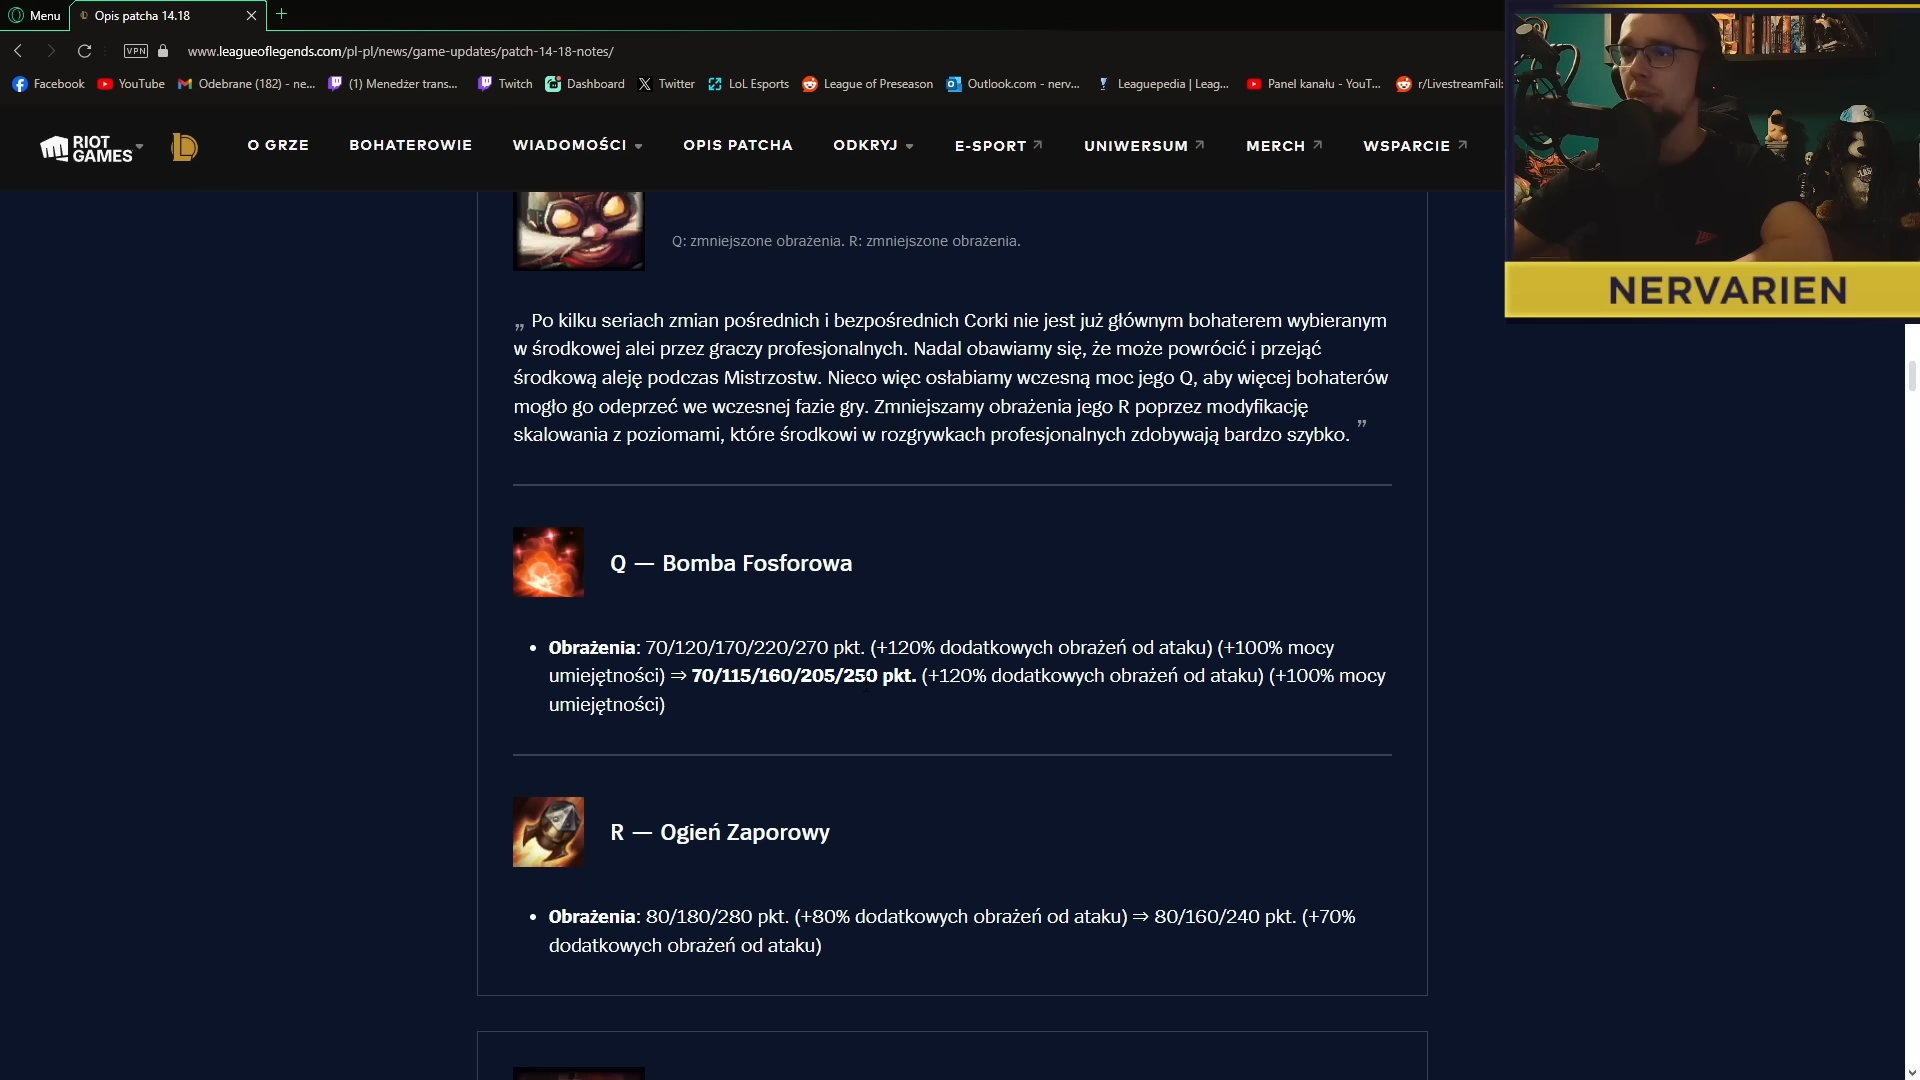 Menu
Opis patcha 14.18
VPN
www.leagueoflegends.com/pl-pl/news/game-updates/patch-14-18-notes/
Facebook
YouTube
Odebrane (182) - ne...
(1) Menedżer trans...
Twitch
Dashboard
Twitter
LoL Esports
League of Preseason
Outlook.com - nerv...
Leaguepedia | Leag...
Panel kanału - YouT...
r/LivestreamFail:
RIOT
GAMES
O GRZE
BOHATEROWIE
WIADOMOŚCI
OPIS PATCHA
ODKRYJ
E-SPORT
UNIWERSUM
MERCH
WSPARCIE
NERVARIEN
Q: zmniejszone obrażenia. R: zmniejszone obrażenia.
„ Po kilku seriach zmian pośrednich i bezpośrednich Corki nie jest już głównym bohaterem wybieranym
w środkowej alei przez graczy profesjonalnych. Nadal obawiamy się, że może powrócić i przejąć
środkową aleję podczas Mistrzostw. Nieco więc osłabiamy wczesną moc jego Q, aby więcej bohaterów
mogło go odeprzeć we wczesnej fazie gry. Zmniejszamy obrażenia jego R poprzez modyfikację
skalowania z poziomami, które środkowi w rozgrywkach profesjonalnych zdobywają bardzo szybko. ”
Q — Bomba Fosforowa
• Obrażenia: 70/120/170/220/270 pkt. (+120% dodatkowych obrażeń od ataku) (+100% mocy
umiejętności) ⇒ 70/115/160/205/250 pkt. (+120% dodatkowych obrażeń od ataku) (+100% mocy
umiejętności)
R — Ogień Zaporowy
• Obrażenia: 80/180/280 pkt. (+80% dodatkowych obrażeń od ataku) ⇒ 80/160/240 pkt. (+70%
dodatkowych obrażeń od ataku)